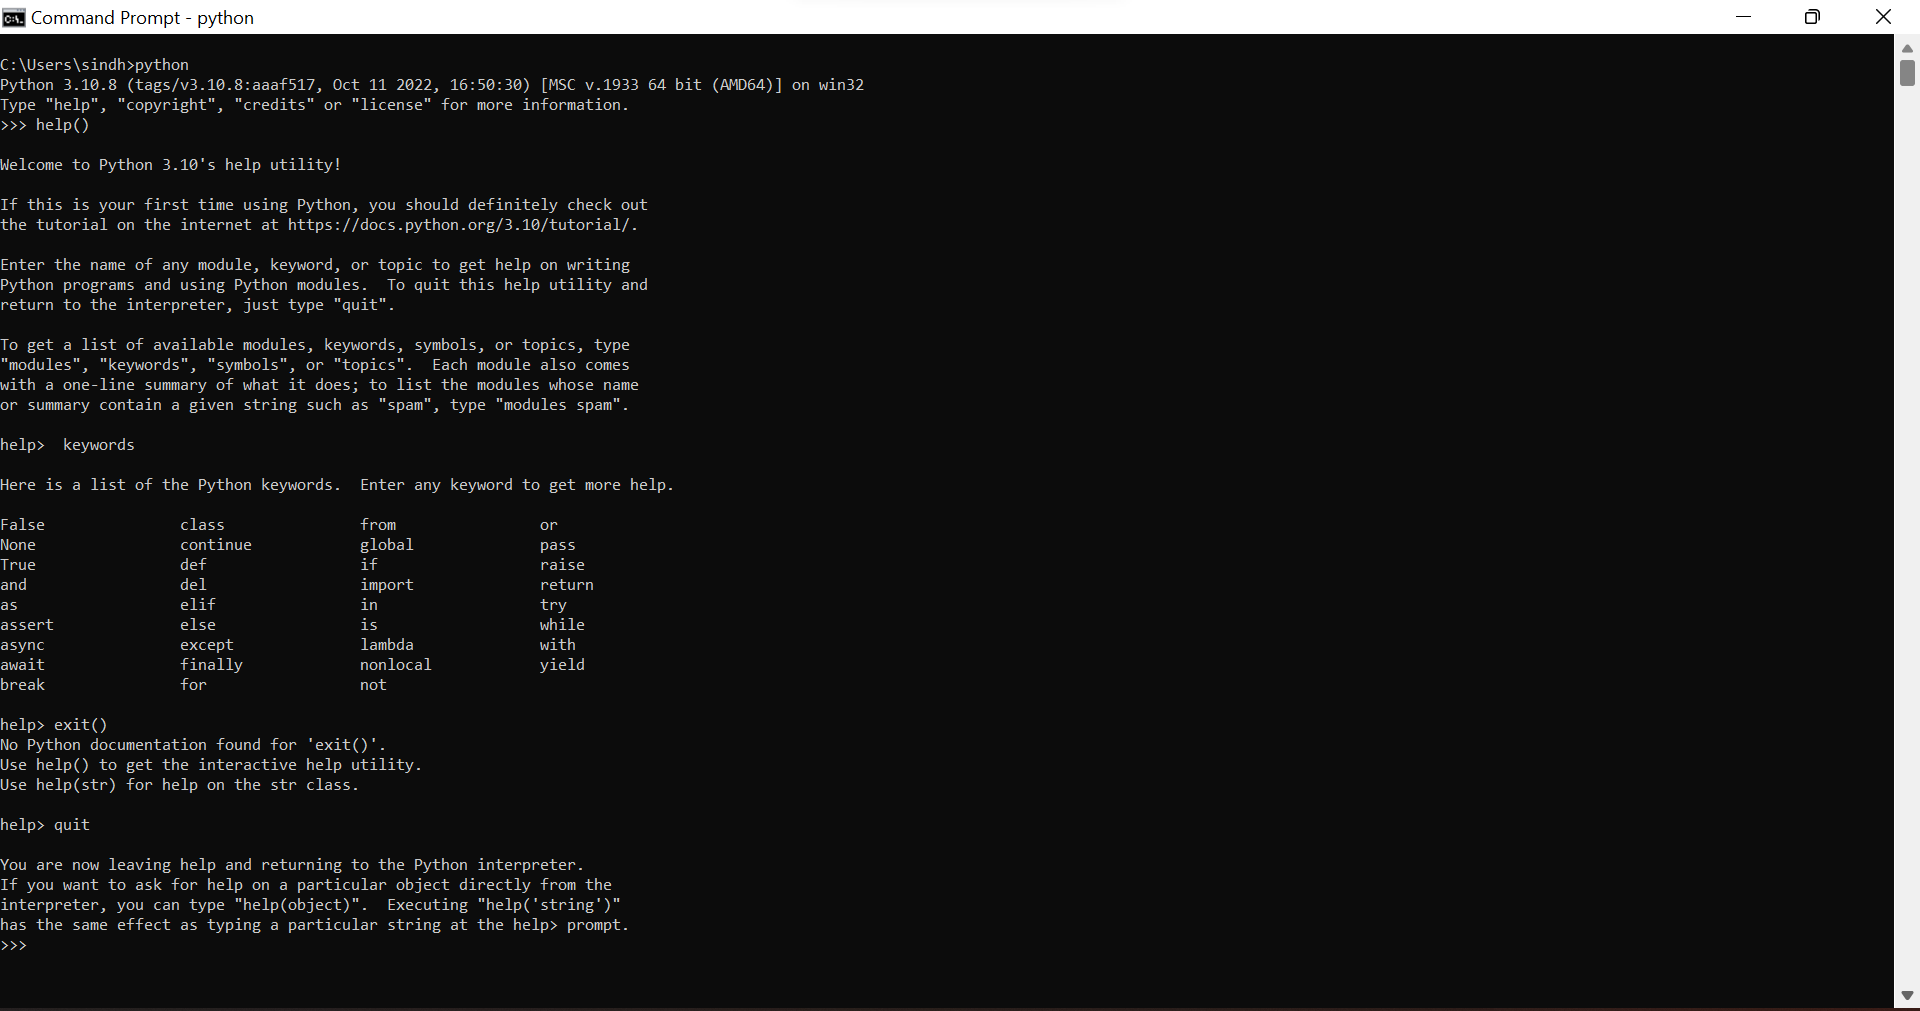 Command Prompt - python
C:\Users\sindh>python
Python 3.10.8 (tags/v3.10.8:aaaf517, Oct 11 2022, 16:50:30) [MSC v.1933 64 bit (AMD64)] on win32
Type "help", "copyright", "credits" or "license" for more information.
>>> help()
Welcome to Python 3.10's help utility!
If this is your first time using Python, you should definitely check out
the tutorial on the internet at https://docs.python.org/3.10/tutorial/.
Enter the name of any module, keyword, or topic to get help on writing
Python programs and using Python modules.  To quit this help utility and
return to the interpreter, just type "quit".
To get a list of available modules, keywords, symbols, or topics, type
"modules", "keywords", "symbols", or "topics".  Each module also comes
with a one-line summary of what it does; to list the modules whose name
or summary contain a given string such as "spam", type "modules spam".
help>  keywords
Here is a list of the Python keywords.  Enter any keyword to get more help.
False               class               from                or
None                continue            global              pass
True                def                 if                  raise
and                 del                 import              return
as                  elif                in                  try
assert              else                is                  while
async               except              lambda              with
await               finally             nonlocal            yield
break               for                 not
help> exit()
No Python documentation found for 'exit()'.
Use help() to get the interactive help utility.
Use help(str) for help on the str class.
help> quit
You are now leaving help and returning to the Python interpreter.
If you want to ask for help on a particular object directly from the
interpreter, you can type "help(object)".  Executing "help('string')"
has the same effect as typing a particular string at the help> prompt.
>>>